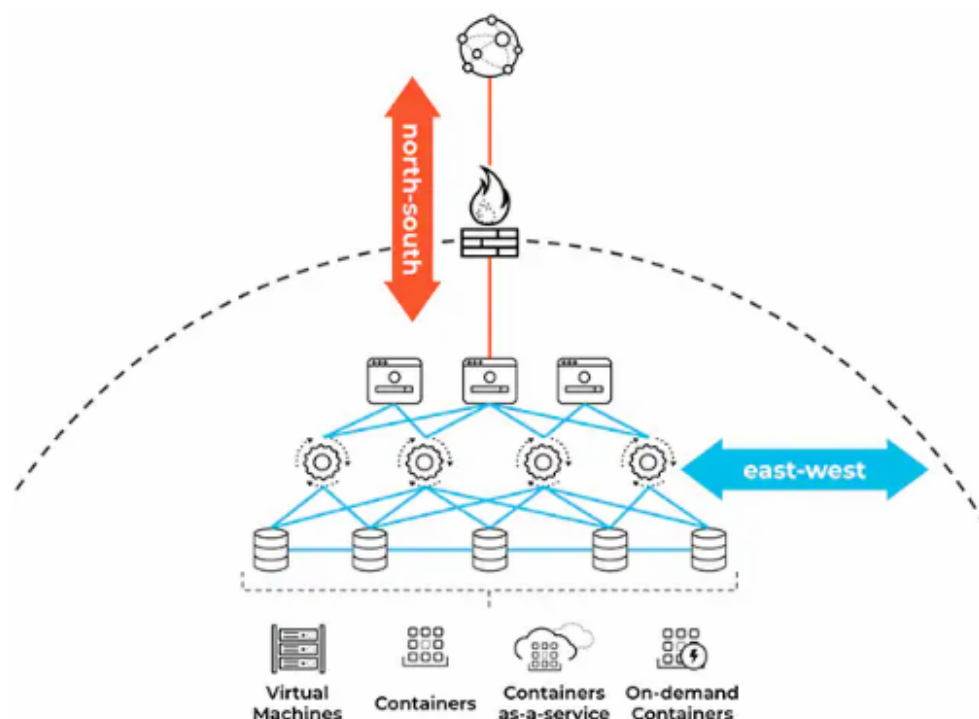 north-south
east-west
Virtual
Machines
Containers
Containers
as-a-service
On-demand
Containers